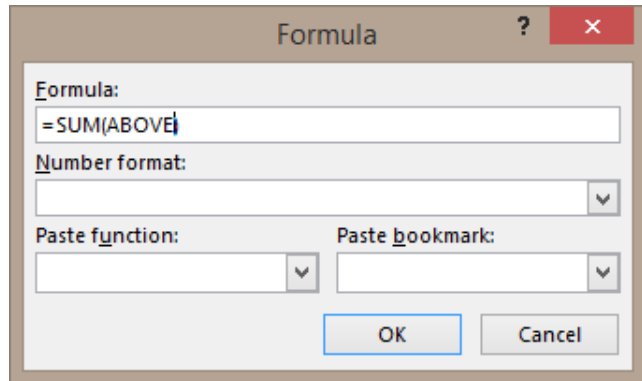 Formula ?
Formula:
=SUM(ABOVE)
Number format:
Paste function: Paste bookmark:
OK Cancel